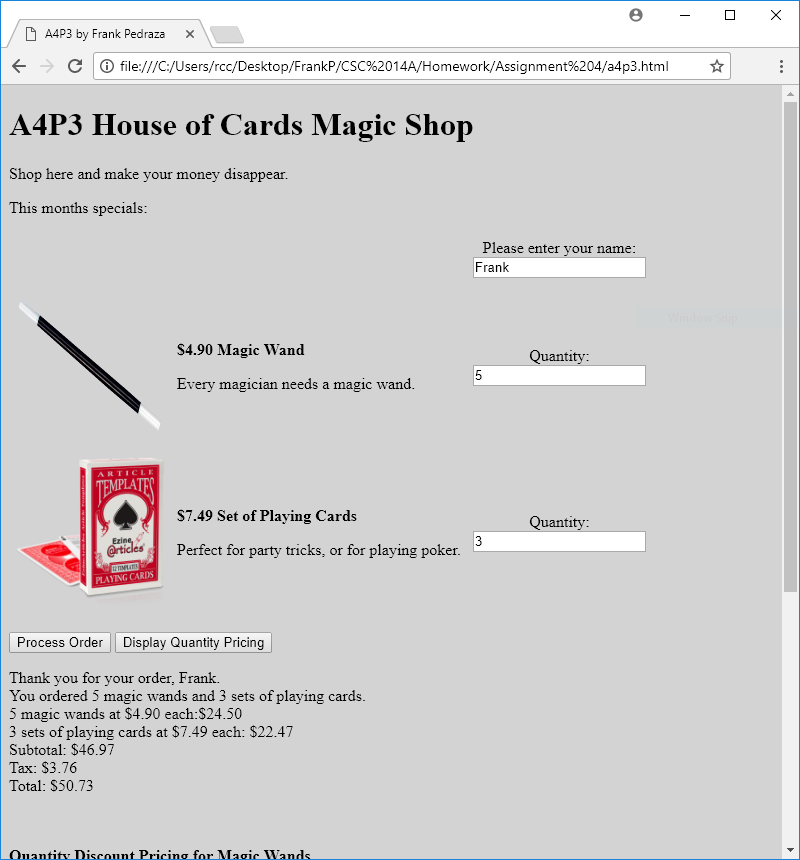 A4P3 by Frank Pedraza
file:///C:/Users/rcc/Desktop/FrankP/CSC%2014A/Homework/Assignment%204/a4p3.html
A4P3 House of Cards Magic Shop
Shop here and make your money disappear.
This months specials:
Please enter your name:
Frank
$4.90 Magic Wand
Every magician needs a magic wand.
Quantity:
5
ARTICLE
TEMPLATES
Ezine
@rticles
12 TEMPLATES
PLAYING CARDS
$7.49 Set of Playing Cards
Perfect for party tricks, or for playing poker.
Quantity:
3
Process Order Display Quantity Pricing
Thank you for your order, Frank.
You ordered 5 magic wands and 3 sets of playing cards.
5 magic wands at $4.90 each:$24.50
3 sets of playing cards at $7.49 each: $22.47
Subtotal: $46.97
Tax: $3.76
Total: $50.73
Quantity Discount Pricing for Magic Wands